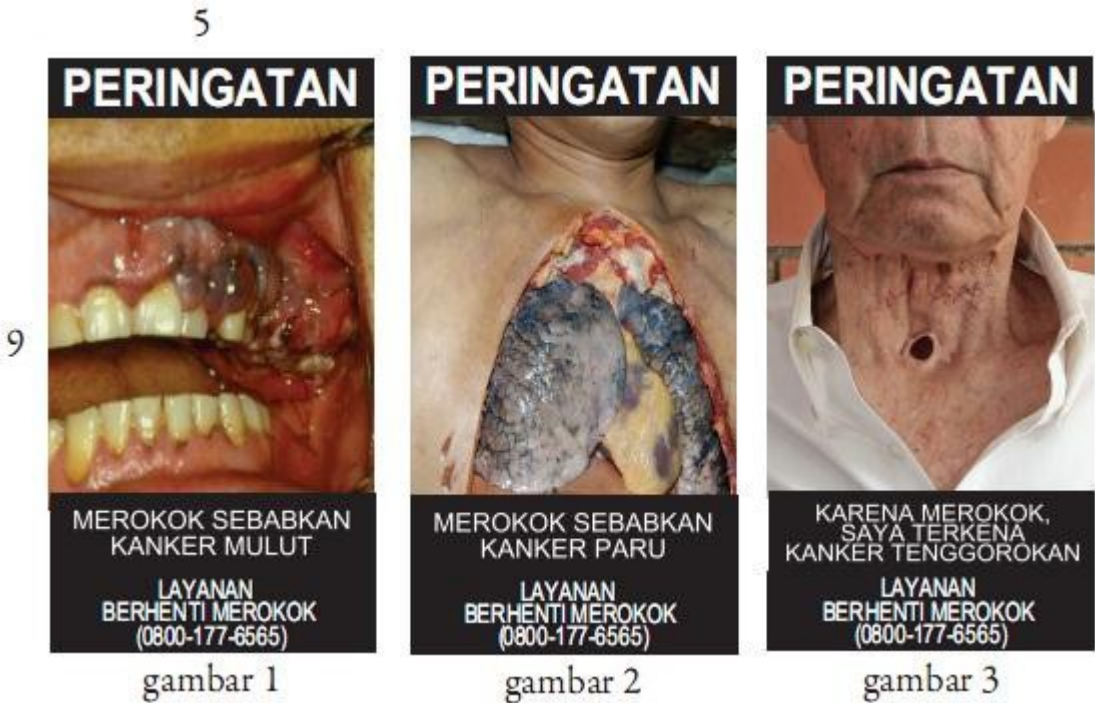 5
9
PERINGATAN
MEROKOK SEBABKAN
KANKER MULUT
LAYANAN
BERHENTI MEROKOK
(0800-177-6565)
gambar 1
PERINGATAN
MEROKOK SEBABKAN
KANKER PARU
LAYANAN
BERHENTI MEROKOK
(0800-177-6565)
gambar 2
PERINGATAN
KARENA MEROKOK,
SAYA TERKENA
KANKER TENGGOROKAN
LAYANAN
BERHENTI MEROKOK
(0800-177-6565)
gambar 3